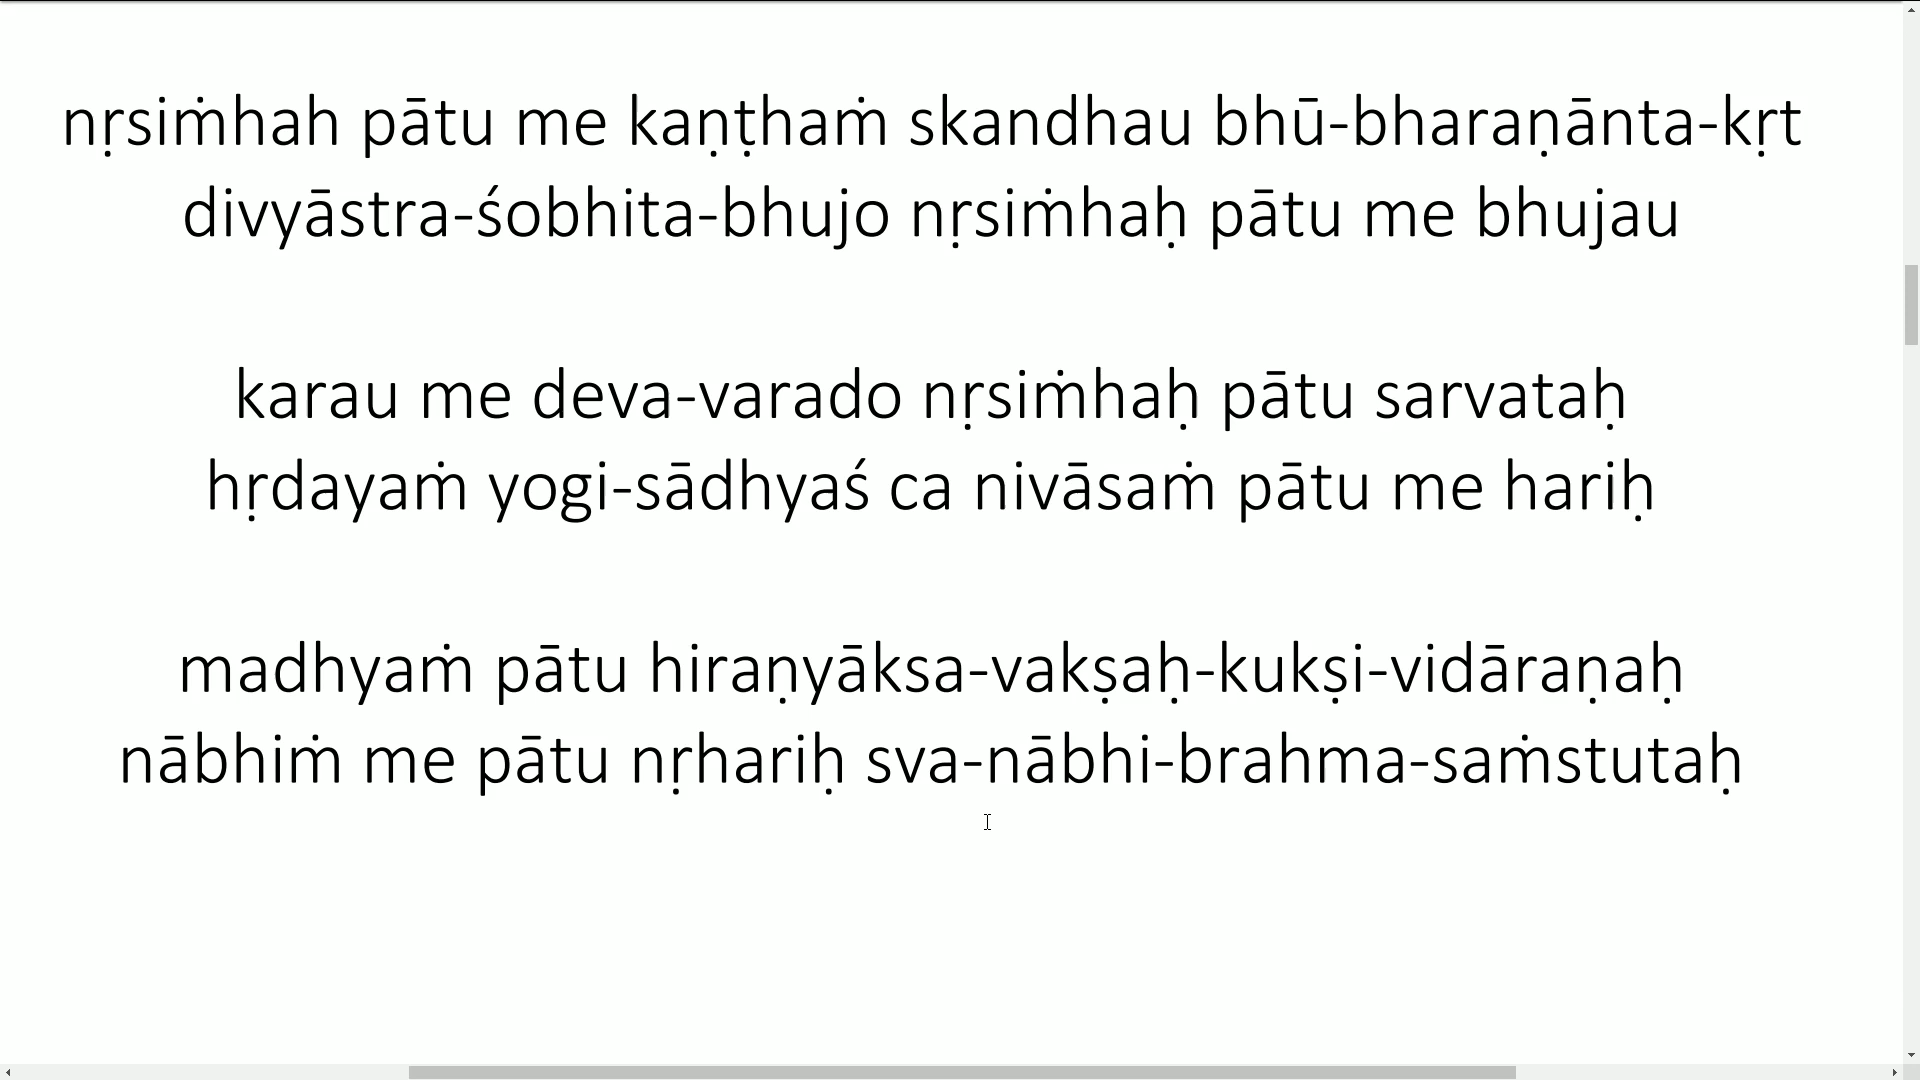 nṛsiṁhah pātu me kaṇṭhaṁ skandhau bhū-bharaṇānta-kṛt
divyāstra-śobhita-bhujo nṛsiṁhaḥ pātu me bhujau
karau me deva-varado nṛsiṁhaḥ pātu sarvataḥ
hṛdayaṁ yogi-sādhyaś ca nivāsaṁ pātu me hariḥ
madhyaṁ pātu hiraṇyāksa-vakṣaḥ-kukṣi-vidāraṇaḥ
nābhiṁ me pātu nṛhariḥ sva-nābhi-brahma-saṁstutaḥ